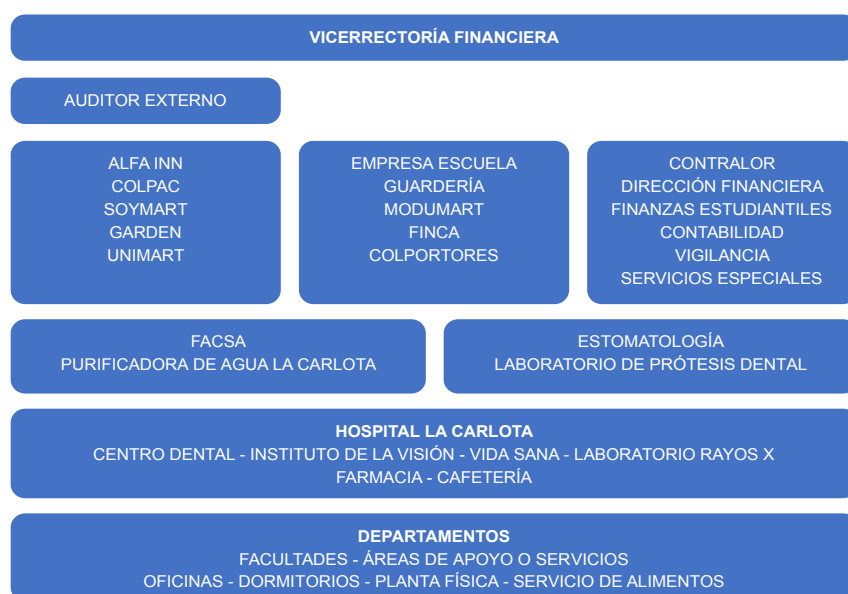 VICERRECTORÍA FINANCIERA
AUDITOR EXTERNO
ALFA INN
COLPAC
SOYMART
GARDEN
UNIMART
EMPRESA ESCUELA
GUARDERÍA
MODUMART
FINCA
COLPORTORES
CONTRALOR
DIRECCIÓN FINANCIERA
FINANZAS ESTUDIANTILES
CONTABILIDAD
VIGILANCIA
SERVICIOS ESPECIALES
FACSA
PURIFICADORA DE AGUA LA CARLOTA
ESTOMATOLOGÍA
LABORATORIO DE PRÓTESIS DENTAL
HOSPITAL LA CARLOTA
CENTRO DENTAL - INSTITUTO DE LA VISIÓN - VIDA SANA - LABORATORIO RAYOS X
FARMACIA - CAFETERÍA
DEPARTAMENTOS
FACULTADES - ÁREAS DE APOYO O SERVICIOS
OFICINAS - DORMITORIOS - PLANTA FÍSICA - SERVICIO DE ALIMENTOS